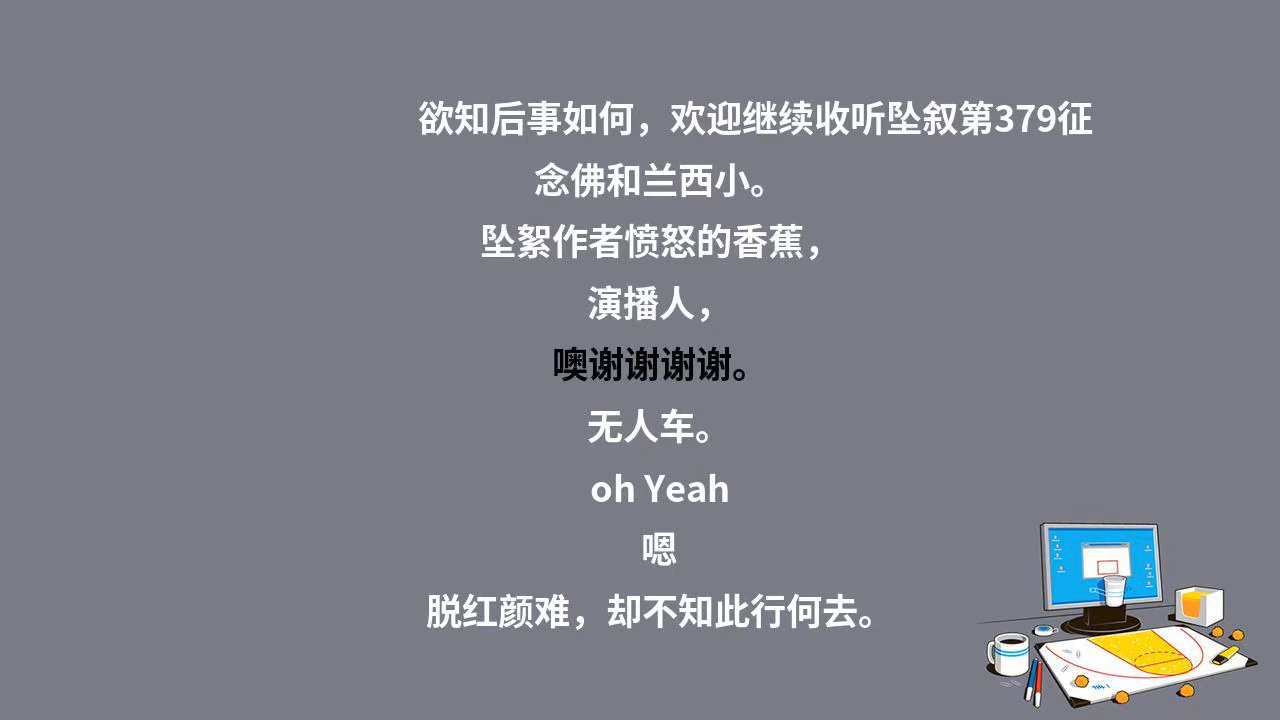 欲知后事如何，欢迎继续收听坠叙第379征
念佛和兰西小。
坠絮作者愤怒的香蕉，
演播人，
噢谢谢谢谢。
无人车。
oh Yeah
嗯
脱红颜难，却不知此行何去。